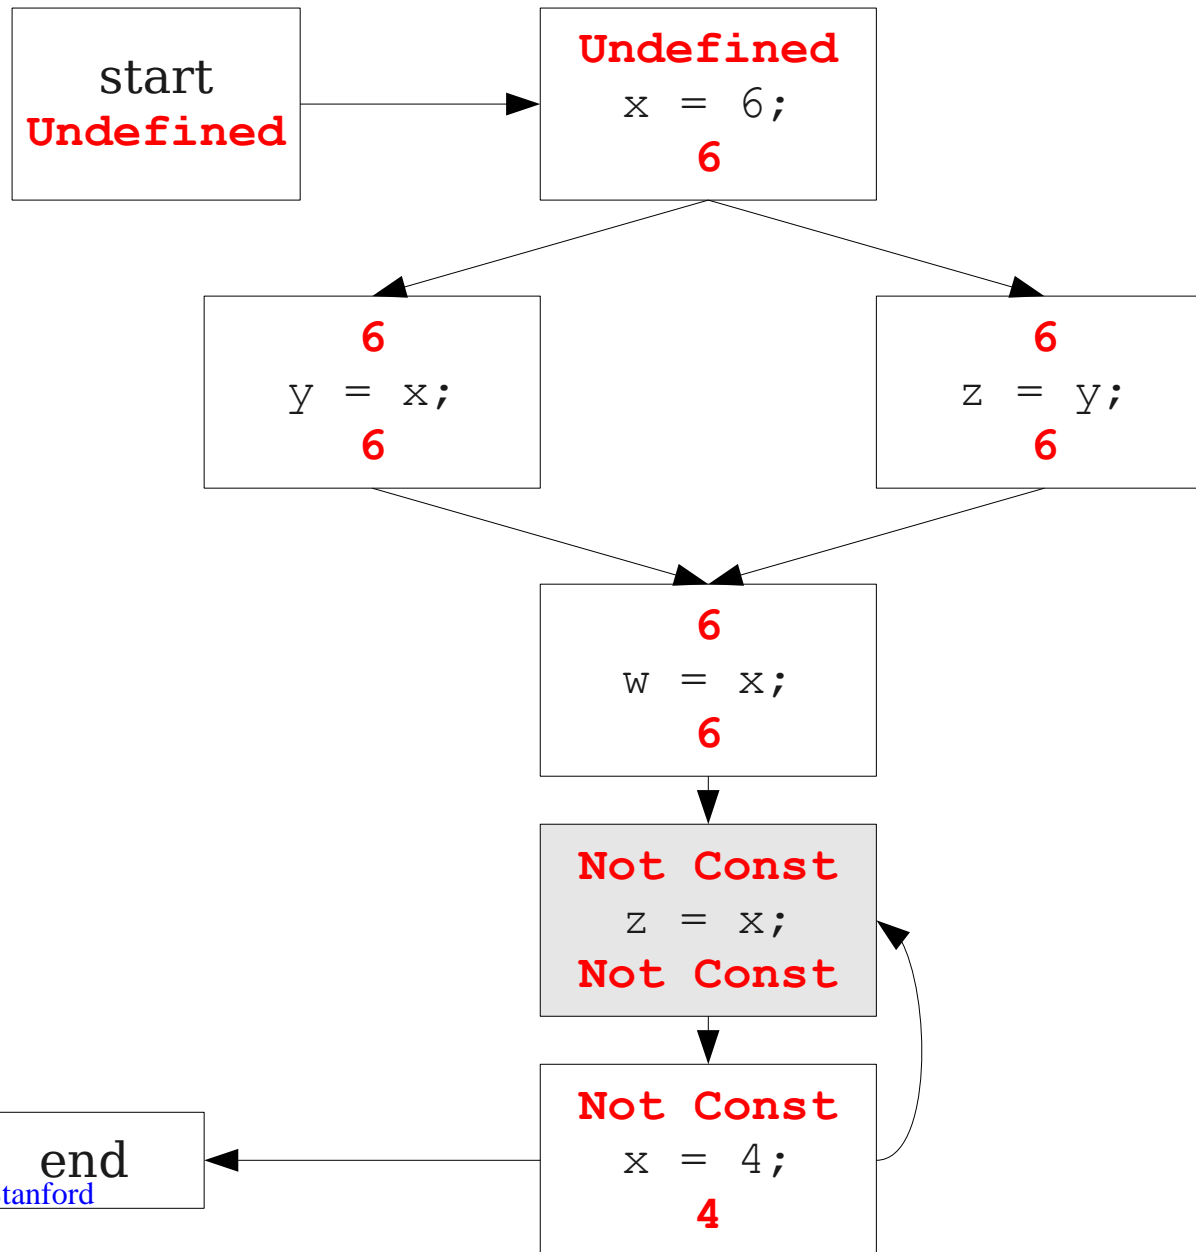 start
Undefined
Undefined
x = 6;
6
6
y = x;
6
6
z = y;
6
6
w = x;
6
Not Const
z = x;
Not Const
Not Const
x = 4;
4
end
tanford